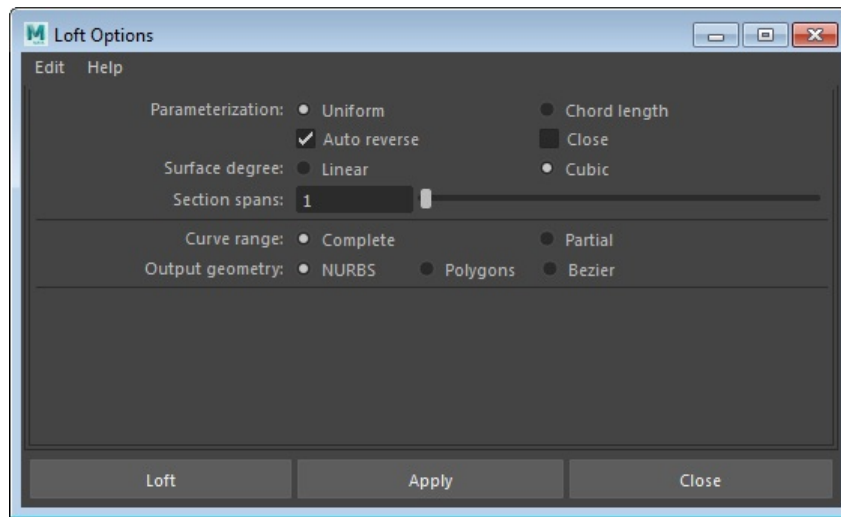 Loft Options
Edit Help
Parameterization: Uniform Chord length
Auto reverse Close
Surface degree: Linear Cubic
Section spans: 1
Curve range: Complete Partial
Output geometry: NURBS Polygons Bezier
Loft Apply Close